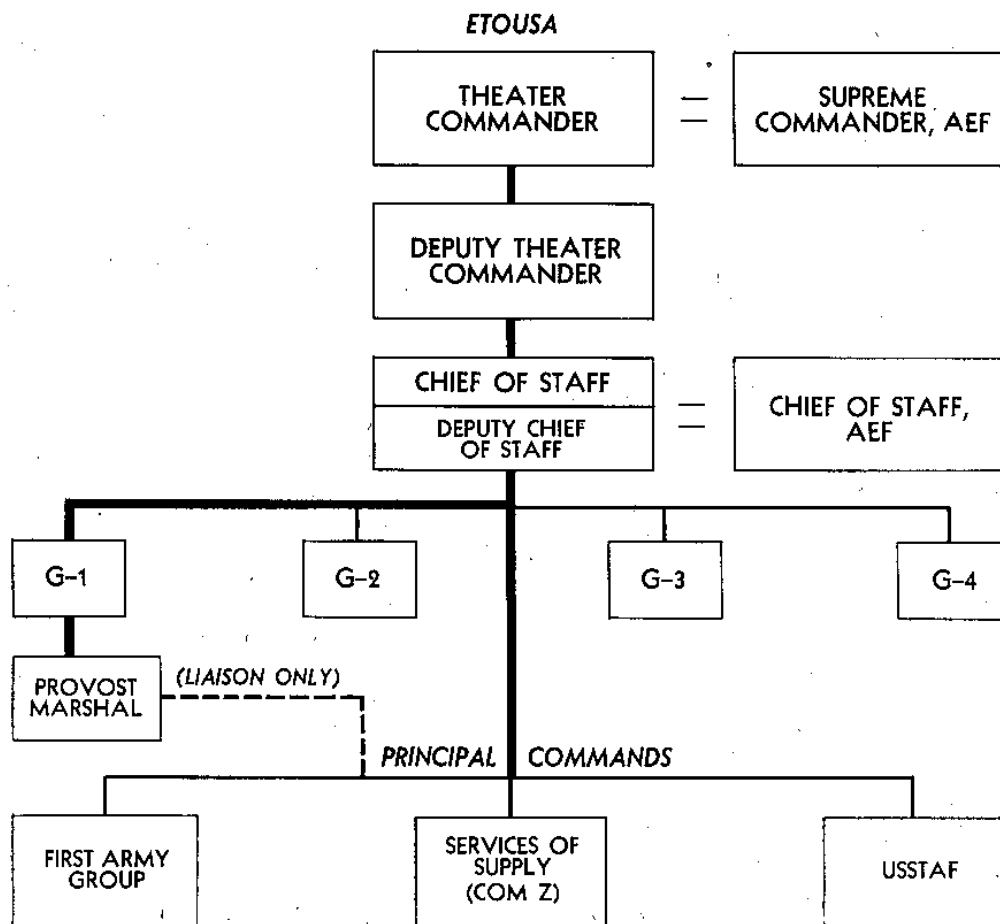 ETOUSA
THEATER
COMMANDER
SUPREME
COMMANDER, AEF
DEPUTY THEATER
COMMANDER
CHIEF OF STAFF
DEPUTY CHIEF
OF STAFF
CHIEF OF STAFF,
AEF
G-1
G-2
G-3
G-4
PROVOST
MARSHAL
(LIAISON ONLY)
PRINCIPAL COMMANDS
FIRST ARMY
GROUP
SERVICES OF
SUPPLY
(COM Z)
USSTAF